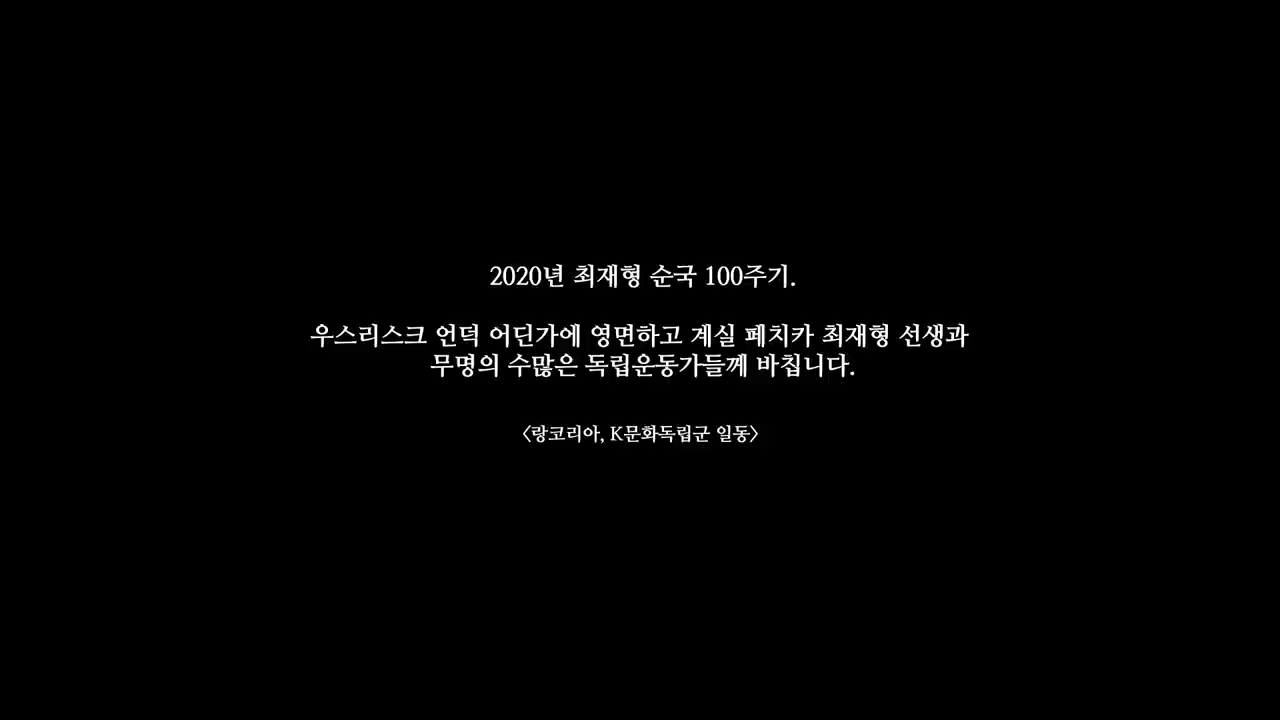 2020년 최재형 순국 100주기.
우스리스크 언덕 어딘가에 영면하고 계실 페치카 최재형 선생과
무명의 수많은 독립운동가들께 바칩니다.
〈랑코리아, K문화독립군 일동〉